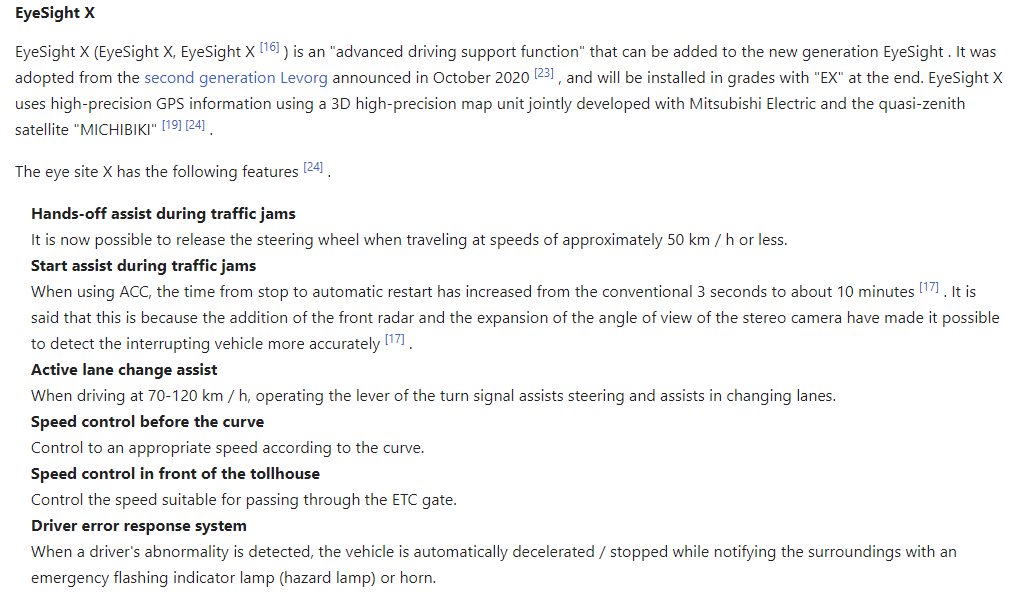 EyeSight X
EyeSight X (EyeSight X, EyeSight X [16] ) is an "advanced driving support function" that can be added to the new generation EyeSight . It was
adopted from the second generation Levorg announced in October 2020 [23] , and will be installed in grades with "EX" at the end. EyeSight X
uses high-precision GPS information using a 3D high-precision map unit jointly developed with Mitsubishi Electric and the quasi-zenith
satellite "MICHIBIKI" [19] [24] .
The eye site X has the following features [24] .
Hands-off assist during traffic jams
It is now possible to release the steering wheel when traveling at speeds of approximately 50 km / h or less.
Start assist during traffic jams
When using ACC, the time from stop to automatic restart has increased from the conventional 3 seconds to about 10 minutes [17] . It is
said that this is because the addition of the front radar and the expansion of the angle of view of the stereo camera have made it possible
to detect the interrupting vehicle more accurately [17] .
Active lane change assist
When driving at 70-120 km / h, operating the lever of the turn signal assists steering and assists in changing lanes.
Speed control before the curve
Control to an appropriate speed according to the curve.
Speed control in front of the tollhouse
Control the speed suitable for passing through the ETC gate.
Driver error response system
When a driver's abnormality is detected, the vehicle is automatically decelerated / stopped while notifying the surroundings with an
emergency flashing indicator lamp (hazard lamp) or horn.